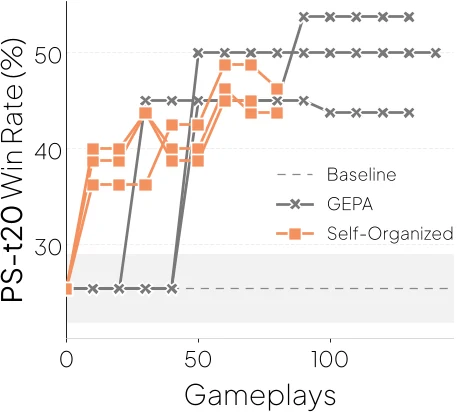 PS-t20 Win Rate (%)
50
40
30
Baseline
GEPA
Self-Organized
0
50
100
Gameplays